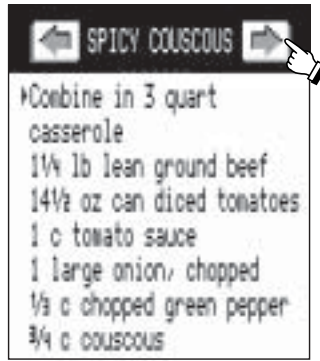 SPICY COUSCOUS
Combine in 3 quart
casserole
1¼ lb lean ground beef
14½ oz can diced tomatoes
1 c tomato sauce
1 large onion, chopped
⅓ c chopped green pepper
¾ c couscous